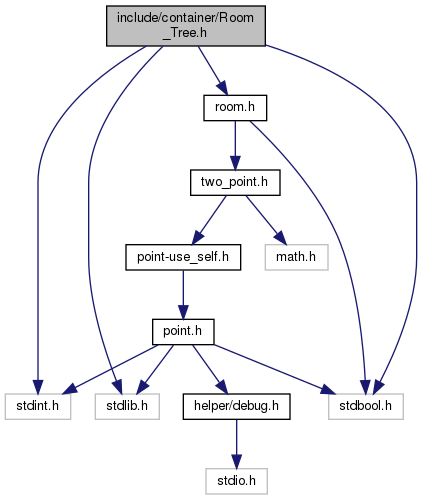 include/container/Room
_Tree.h
room.h
two_point.h
point-use_self.h
math.h
point.h
stdint.h
stdlib.h
helper/debug.h
stdbool.h
stdio.h